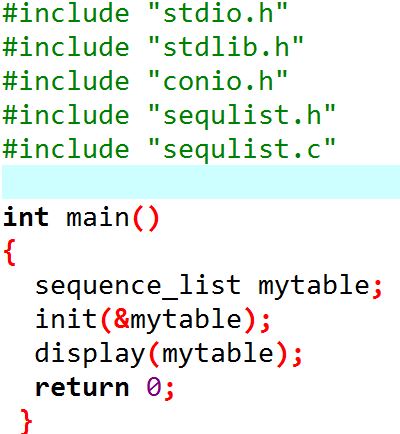 #include "stdio.h"
#include "stdlib.h"
#include "conio.h"
#include "sequlist.h"
#include "sequlist.c"
int main()
{
sequence_list mytable;
init(&mytable);
display(mytable);
return 0;
}